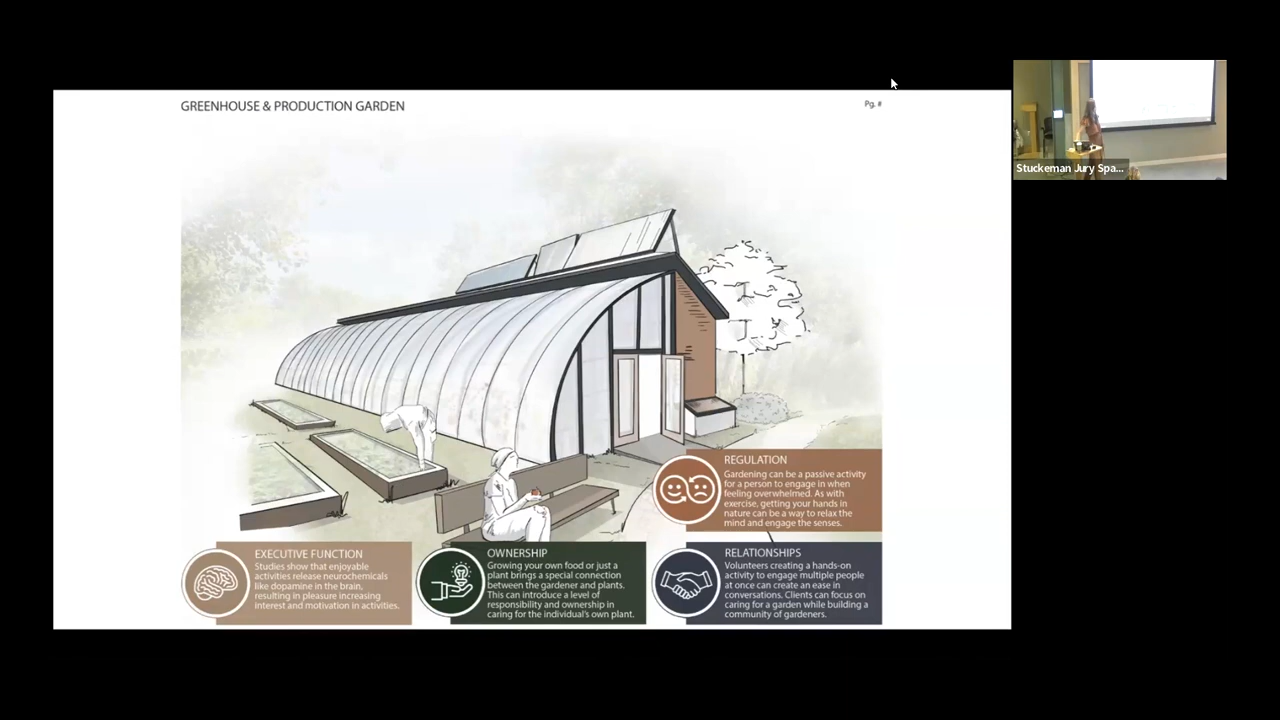 GREENHOUSE & PRODUCTION GARDEN
Pg. #
Stuckeman Jury Spa...
REGULATION
Gardening can be a passive activity
for a person to engage in when
feeling overwhelmed. As with
exercise, getting your hands in
nature can be a way to relax the
mind and engage the senses.
EXECUTIVE FUNCTION
Studies show that enjoyable
activities release neurochemicals
like dopamine in the brain,
resulting in pleasure increasing
interest and motivation in activities.
OWNERSHIP
Growing your own food or just a
plant brings a special connection
between the gardener and plants.
This can introduce a level of
responsibility and ownership in
caring for the individual's own plant.
RELATIONSHIPS
Volunteers creating a hands-on
activity to engage multiple people
at once can create an ease in
conversations. Clients can focus on
caring for a garden while building a
community of gardeners.